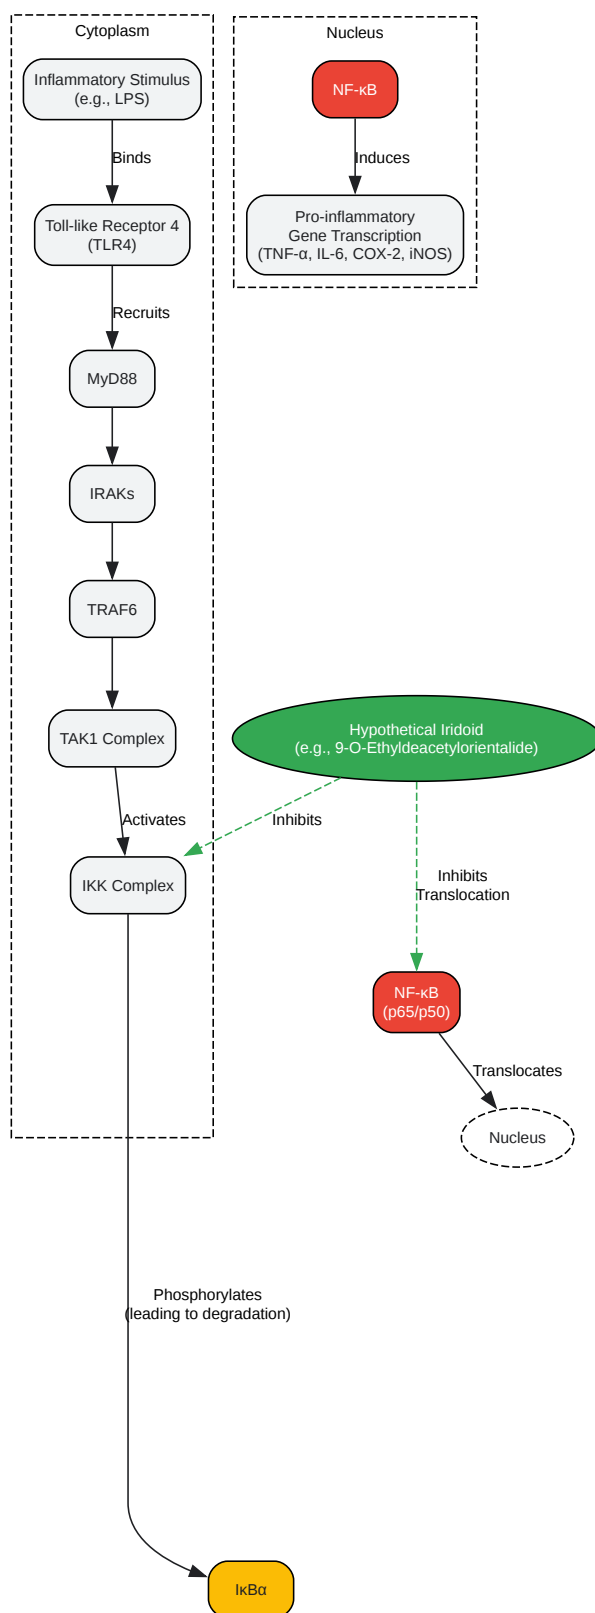 Cytoplasm
Inflammatory Stimulus
(e.g., LPS)
Binds
Toll-like Receptor 4
(TLR4)
Recruits
MyD88
IRAKs
TRAF6
TAK1 Complex
Activates
IKK Complex
Nucleus
NF-κB
Induces
Pro-inflammatory
Gene Transcription
(TNF-α, IL-6, COX-2, iNOS)
Hypothetical Iridoid
(e.g., 9-O-Ethyldeacetylorientalide)
Inhibits
Inhibits
Translocation
NF-κB
(p65/p50)
Translocates
Nucleus
Phosphorylates
(leading to degradation)
IκBα